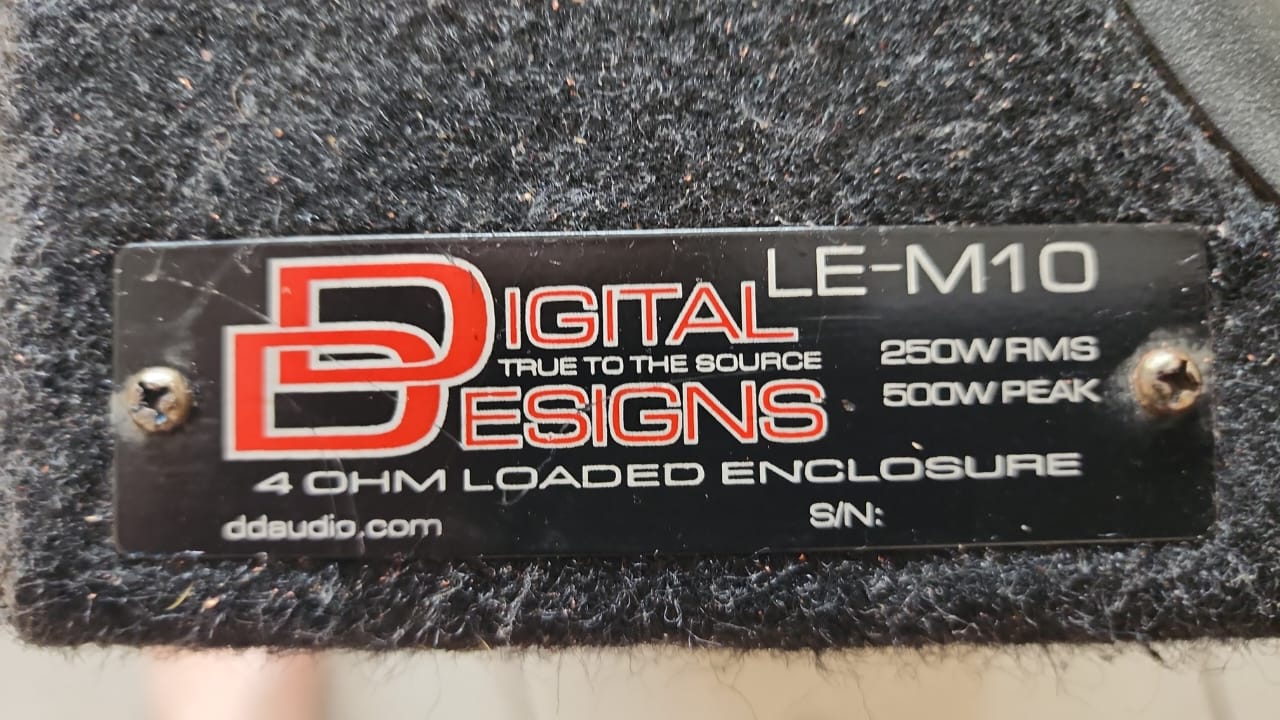 DIGITAL
TRUE TO THE SOURCE
DESIGNS
LE-M10
250W RMS
500W PEAK
4 OHM LOADED ENCLOSURE
ddaudio.com
S/N: